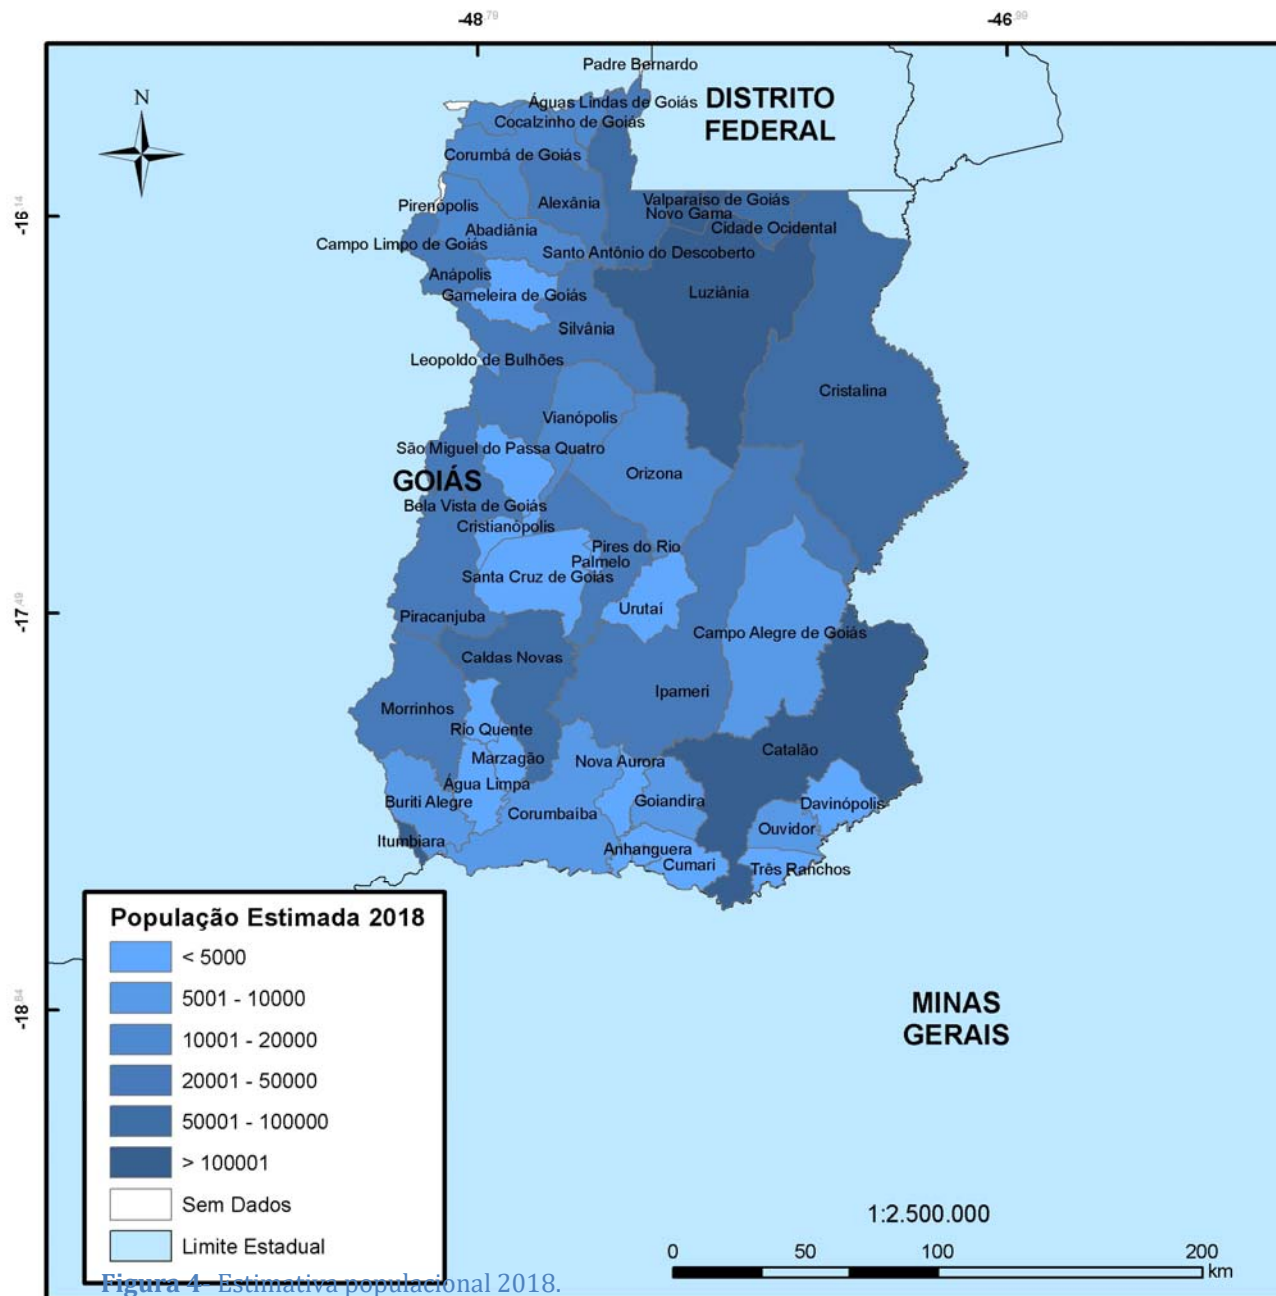 -48,79
-46,99
N
Padre Bernardo
Águas Lindas de Goiás
DISTRITO
FEDERAL
Cocalzinho de Goiás
Corumbá de Goiás
-16,14
Pirenópolis
Alexânia
Valparaíso de Goiás
Novo Gama
Abadiânia
Cidade Ocidental
Campo Limpo de Goiás
Santo Antônio do Descoberto
Anápolis
Gameleira de Goiás
Luziânia
Silvânia
Leopoldo de Bulhões
Cristalina
Vianópolis
São Miguel do Passa Quatro
GOIÁS
Orizona
Bela Vista de Goiás
Cristianópolis
Pires do Rio
Palmelo
Santa Cruz de Goiás
-17,49
Urutaí
Piracanjuba
Campo Alegre de Goiás
Caldas Novas
Ipameri
Morrinhos
Rio Quente
Catalão
Marzagão
Nova Aurora
Água Limpa
Buriti Alegre
Goiandira
Davinópolis
Corumbaíba
Ouvidor
Itumbiara
Anhanguera
Cumari
Três Ranchos
População Estimada 2018
< 5000
5001 - 10000
10001 - 20000
20001 - 50000
50001 - 100000
> 100001
Sem Dados
Limite Estadual
-18,84
MINAS
GERAIS
1:2.500.000
0 50 100 200
km
Figura 4- Estimativa populacional 2018.